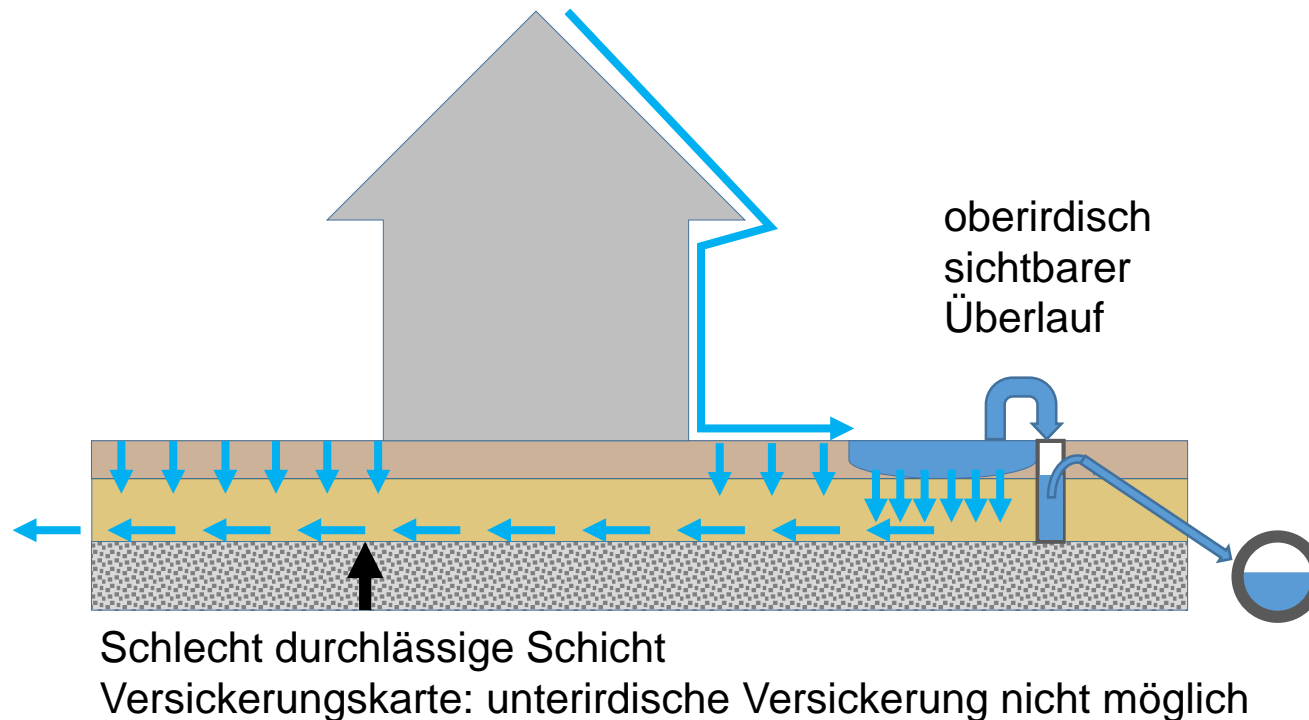 oberirdisch
sichtbarer
Überlauf
Schlecht durchlässige Schicht
Versickerungskarte: unterirdische Versickerung nicht möglich